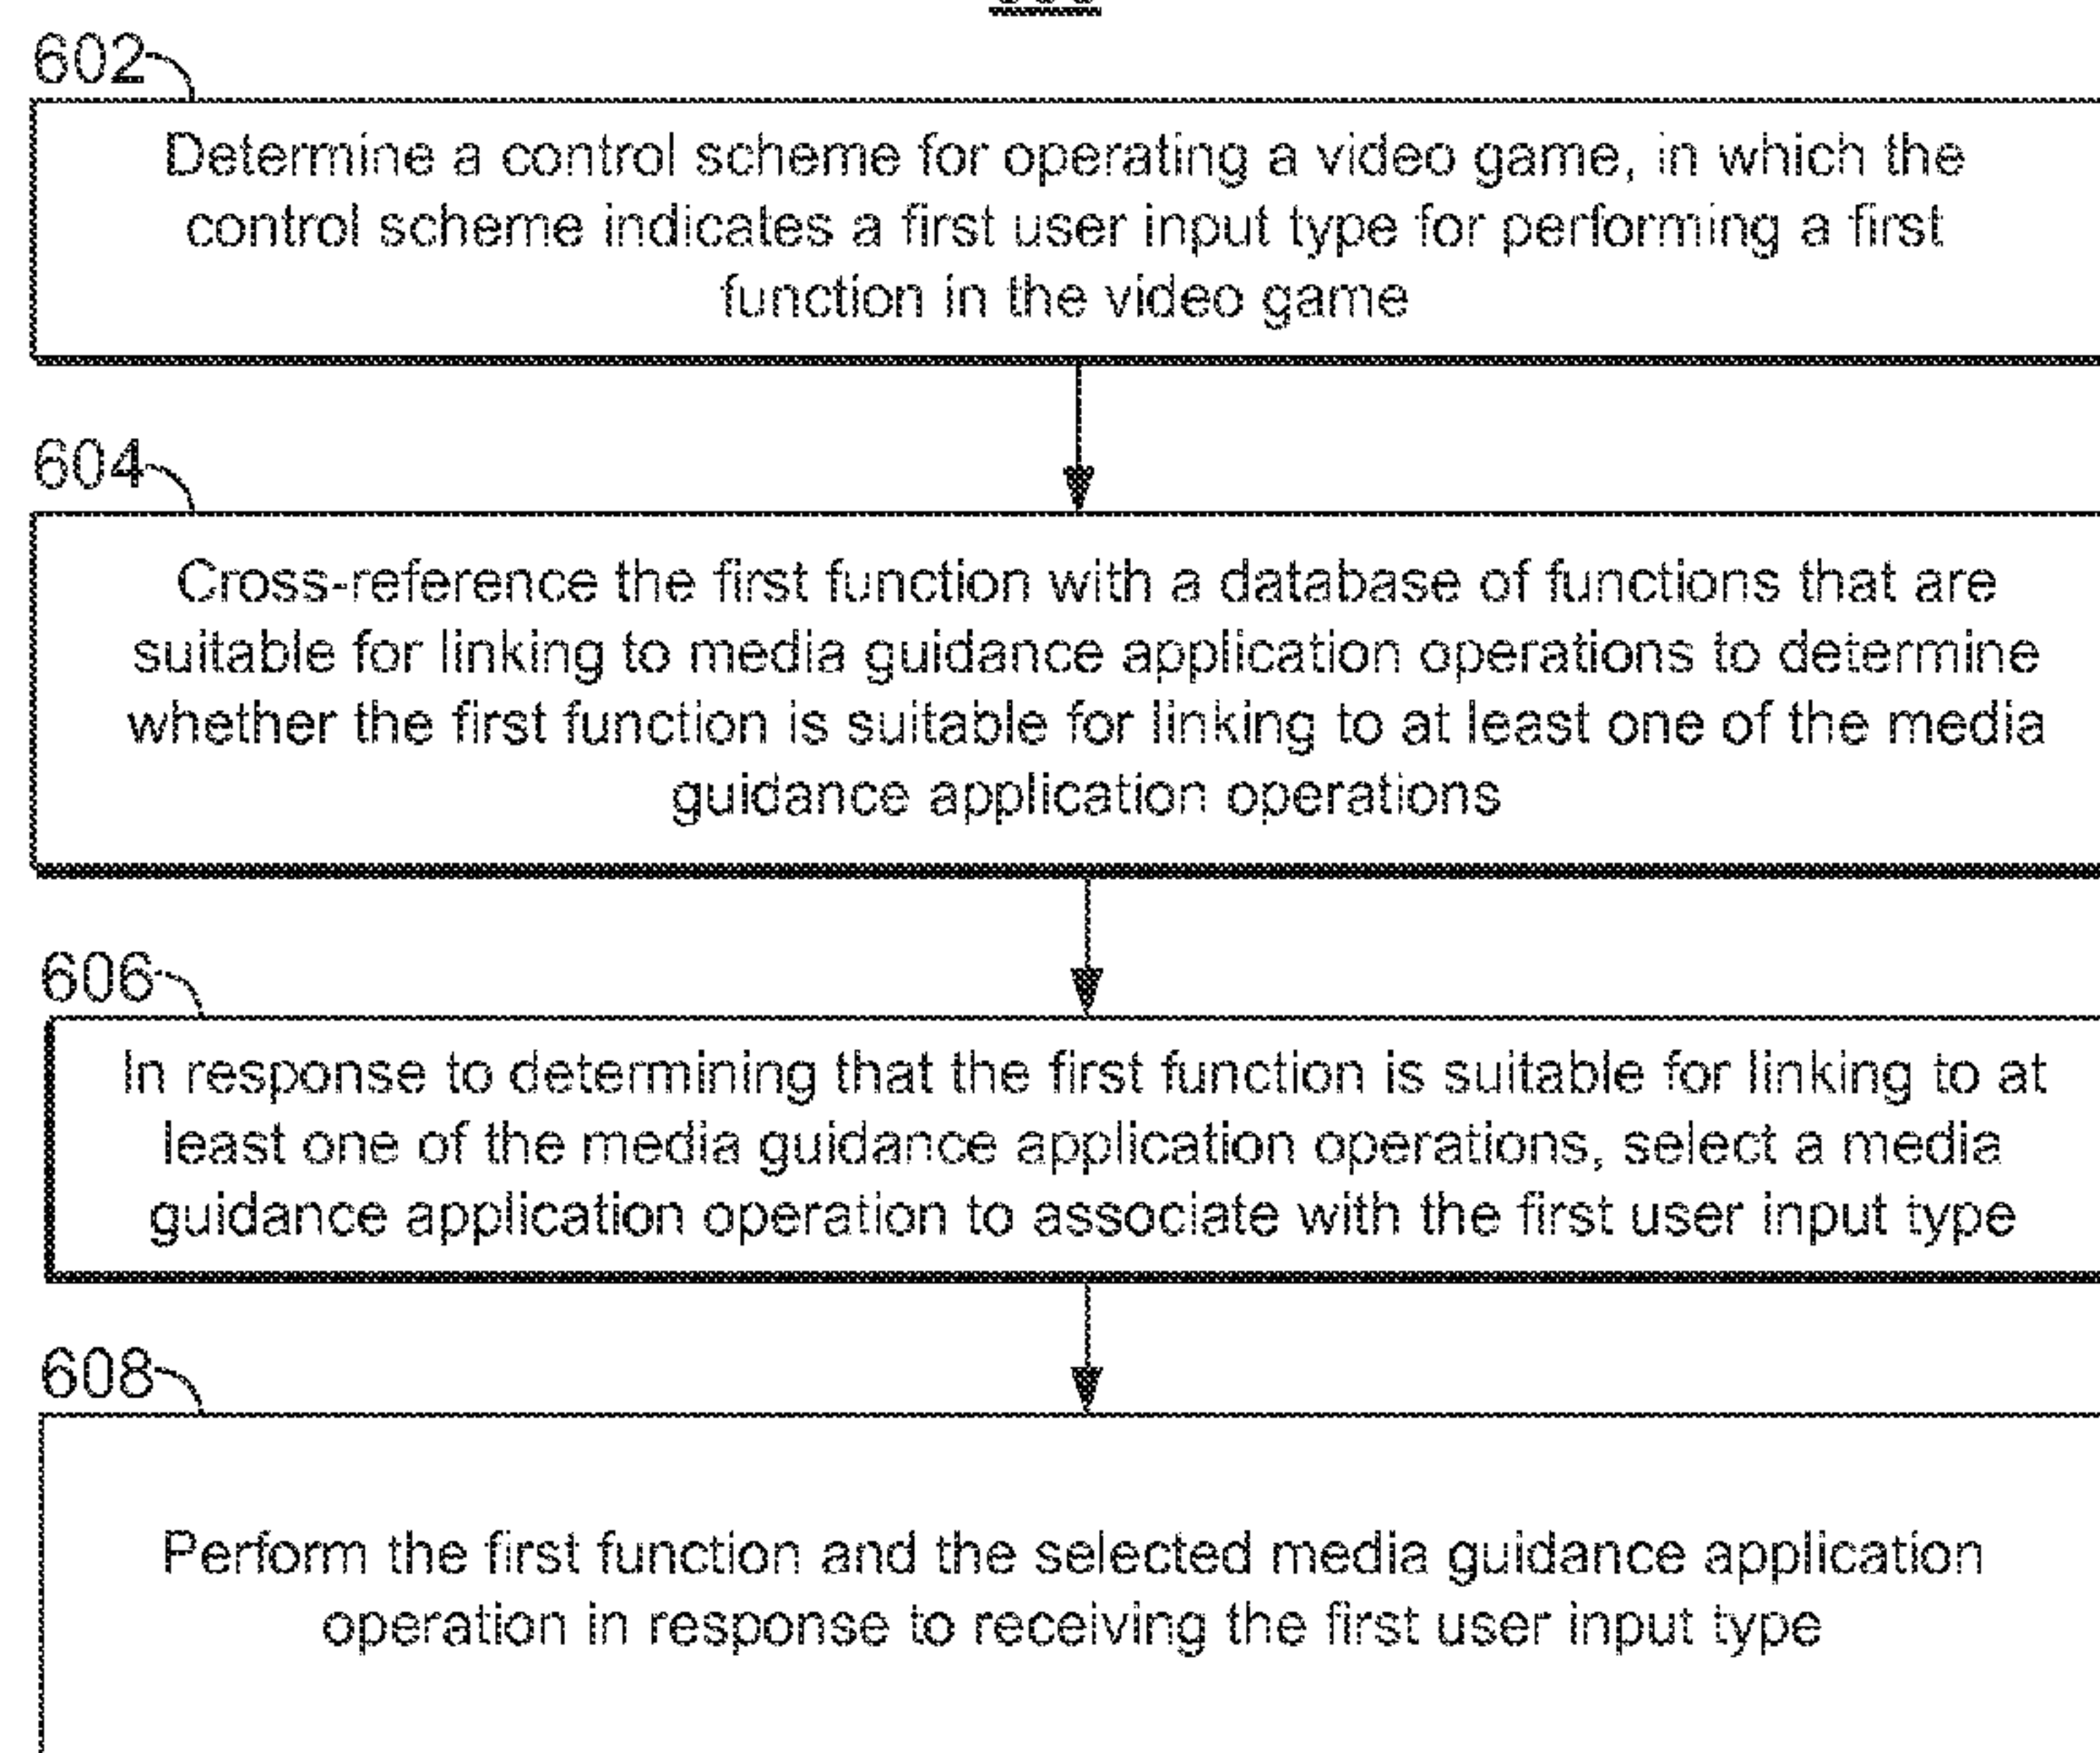 602
Determine a control scheme for operating a video game, in which the
control scheme indicates a first user input type for performing a first
function in the video game
604
Cross-reference the first function with a database of functions that are
suitable for linking to media guidance application operations to determine
whether the first function is suitable for linking to at least one of the media
guidance application operations
606
In response to determining that the first function is suitable for linking to at
least one of the media guidance application operations, select a media
guidance application operation to associate with the first user input type
608
Perform the first function and the selected media guidance application
operation in response to receiving the first user input type